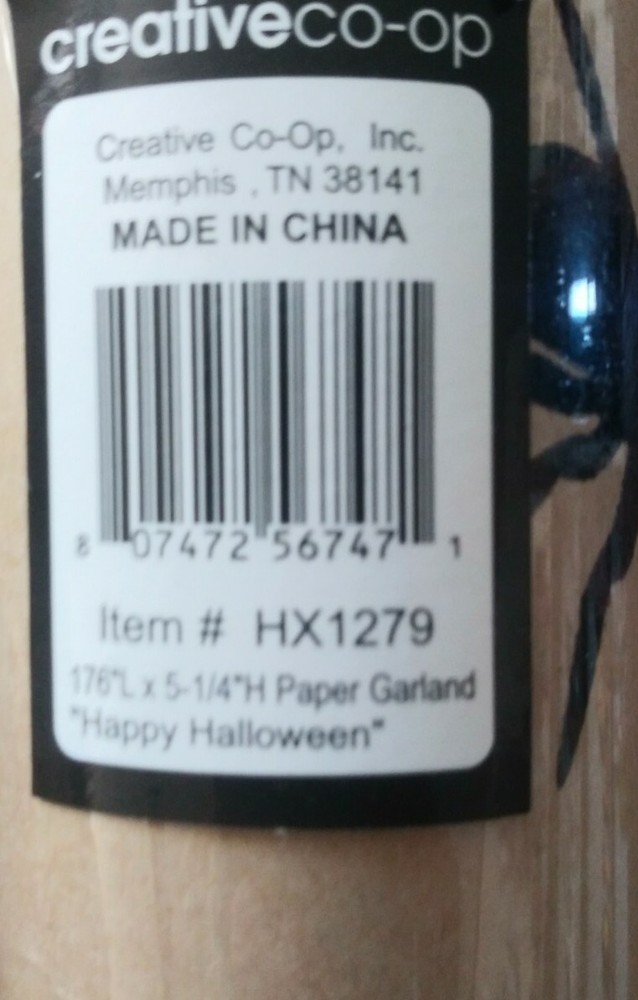 creativeco-op
Creative Co-Op, Inc.
Memphis , TN 38141
MADE IN CHINA
8 07472 56747 1
Item # HX1279
176"L x 5-1/4"H Paper Garland
"Happy Halloween"